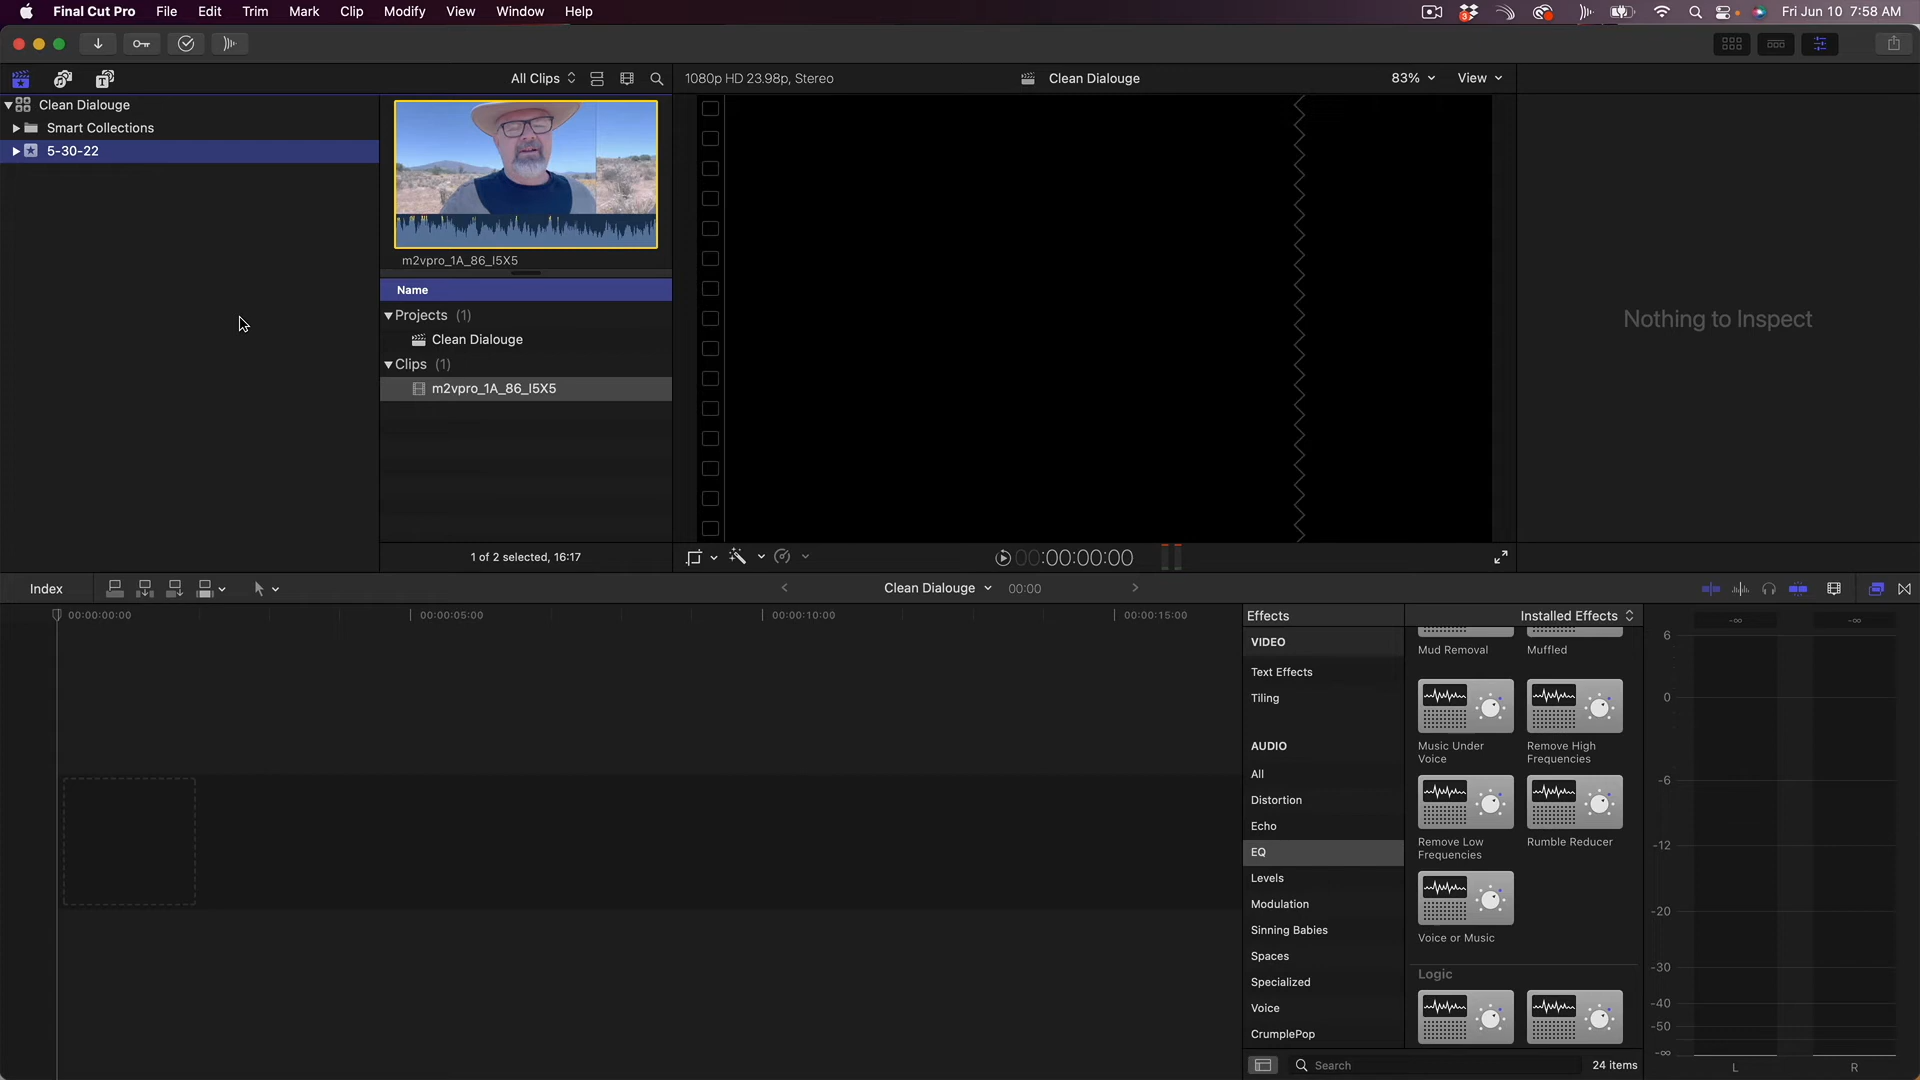 Final Cut Pro File Edit Trim Mark Clip Modify View Window Help
3
Fri Jun 10 7:58 AM
All Clips
1080p HD 23.98p, Stereo
Clean Dialouge
83%
View
Clean Dialouge
Smart Collections
5-30-22
m2vpro_1A_86_I5X5
Name
Projects (1)
Clean Dialouge
Clips (1)
m2vpro_1A_86_I5X5
1 of 2 selected, 16:17
Nothing to Inspect
00:00:00:00
Index
Clean Dialouge
00:00
00:00:00:00
00:00:05:00
00:00:10:00
00:00:15:00
Effects
Installed Effects
VIDEO
Text Effects
Tiling
AUDIO
All
Distortion
Echo
EQ
Levels
Modulation
Sinning Babies
Spaces
Specialized
Voice
CrumplePop
Mud Removal
Muffled
Music Under
Voice
Remove High
Frequencies
Remove Low
Frequencies
Rumble Reducer
Voice or Music
Logic
Search
24 items
-∞ -∞
6
0
-6
-12
-20
-30
-40
-50
-∞
L R